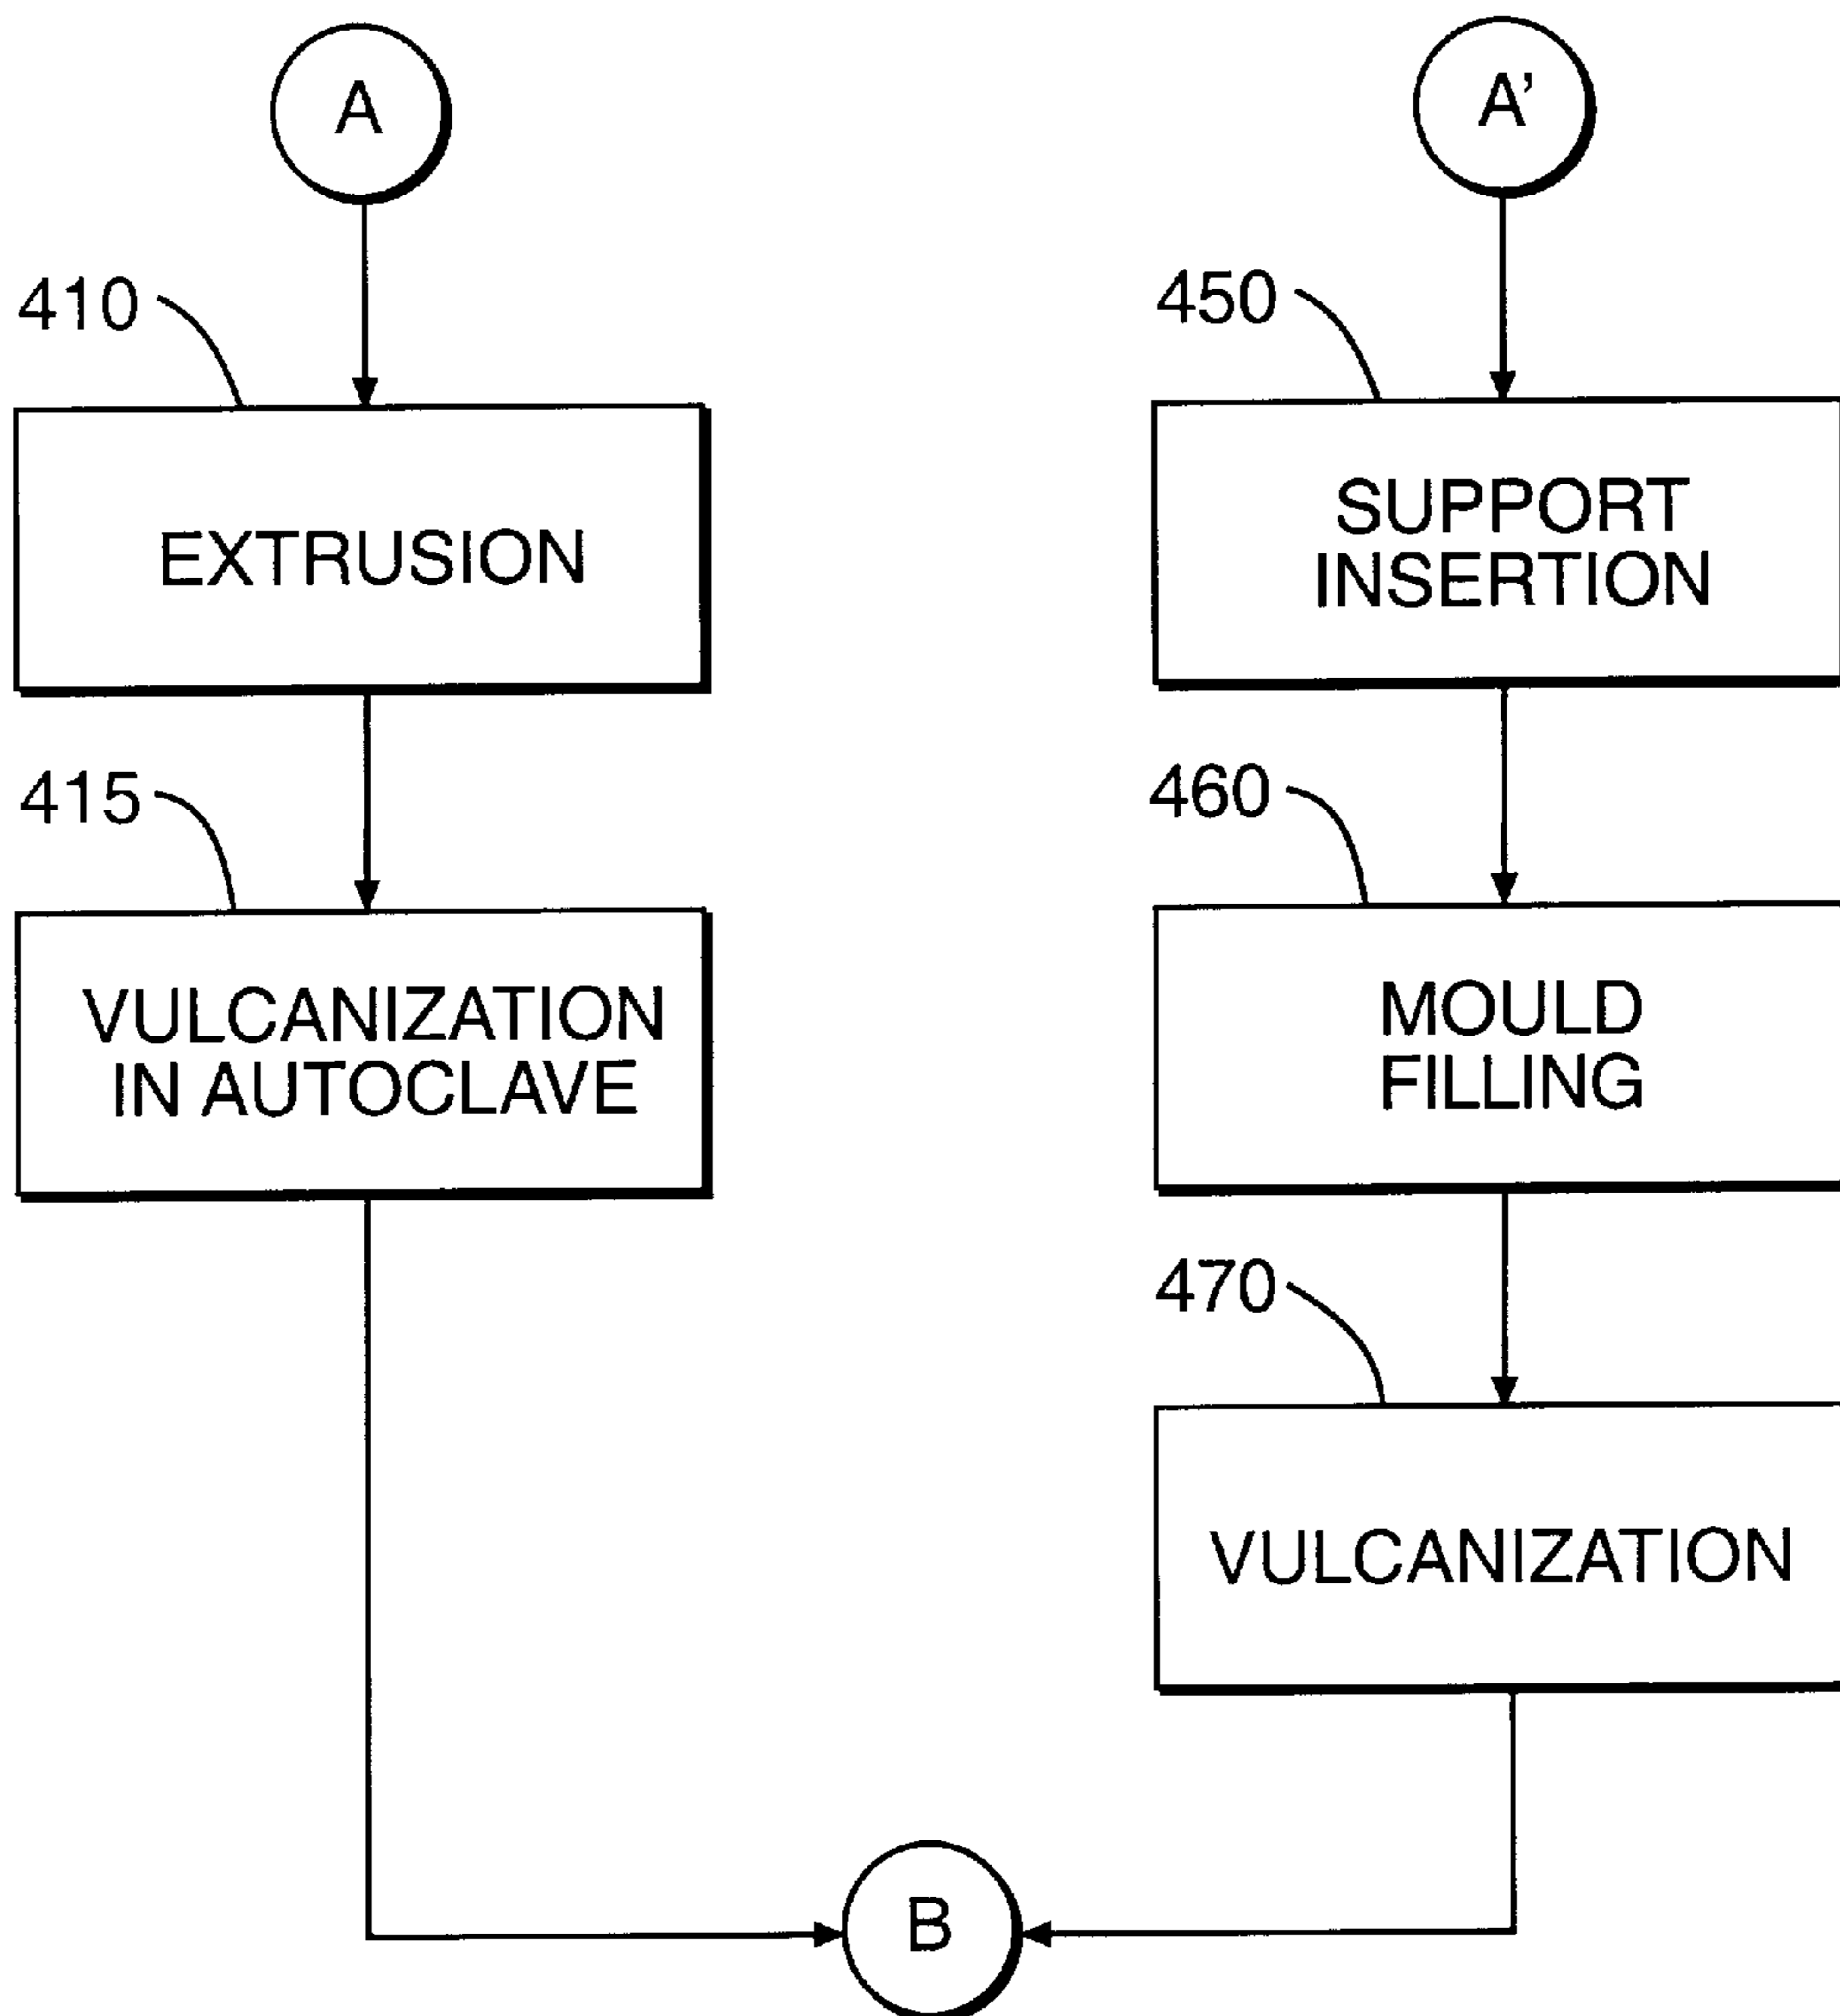 A
410
EXTRUSION
415
VULCANIZATION
IN AUTOCLAVE
A’
450
SUPPORT
INSERTION
460
MOULD
FILLING
470
VULCANIZATION
B